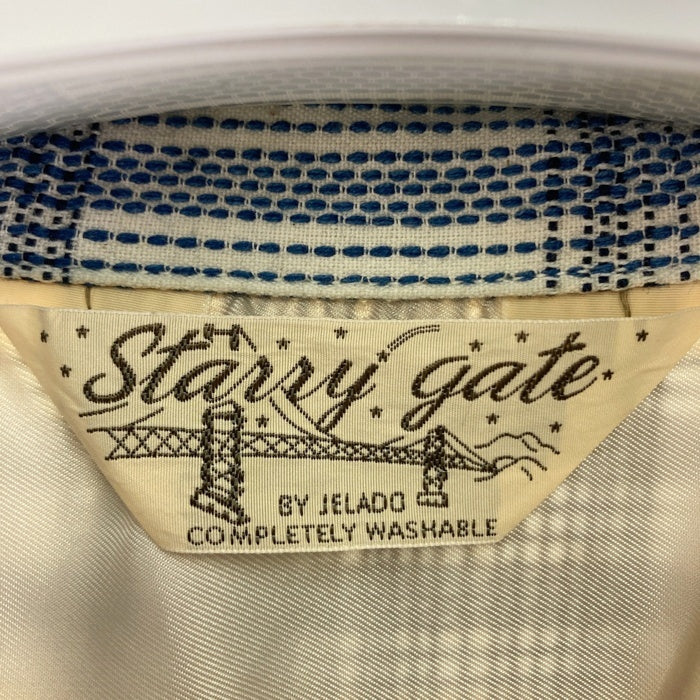 Starry gate
BY JELADO
COMPLETELY WASHABLE